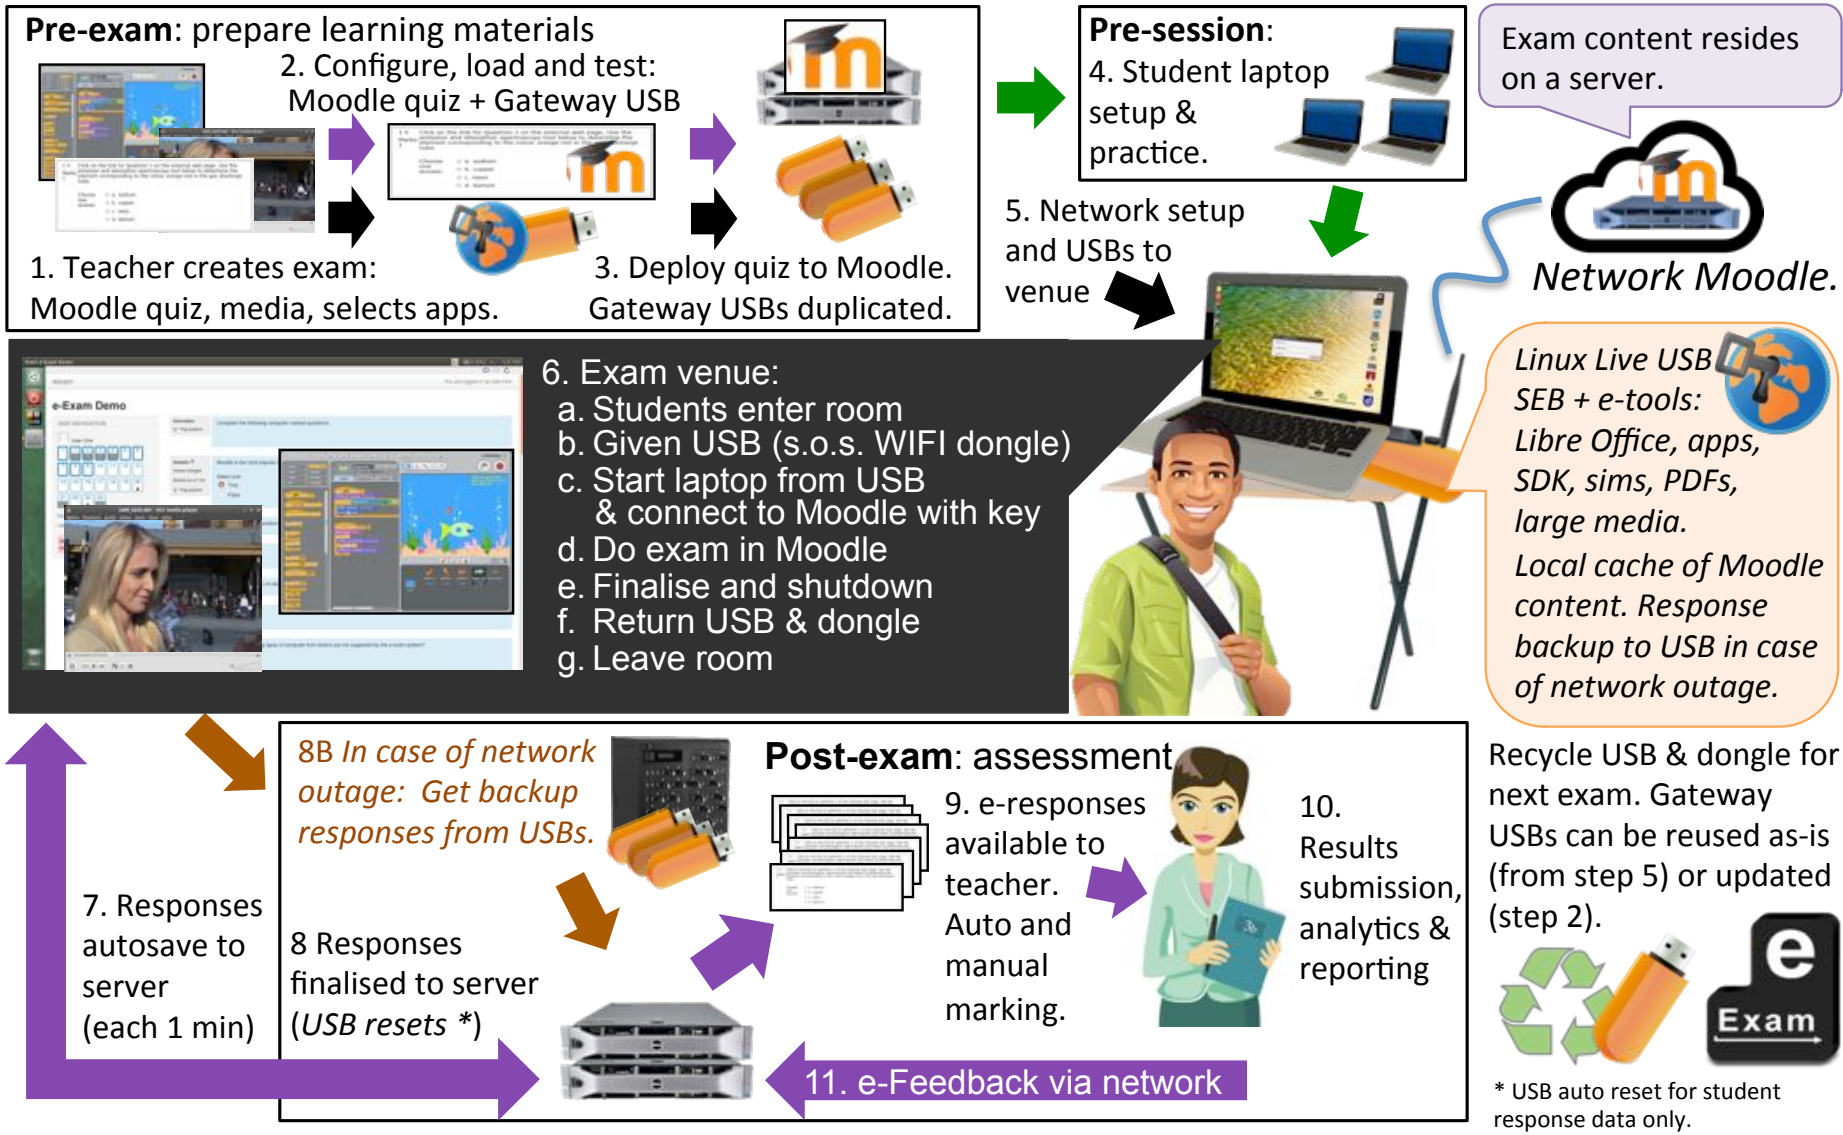 Pre-exam: prepare learning materials
2. Configure, load and test:
Moodle quiz + Gateway USB
1. Teacher creates exam:
Moodle quiz, media, selects apps.
3. Deploy quiz to Moodle.
Gateway USBs duplicated.
Pre-session:
4. Student laptop
setup &
practice.
Exam content resides
on a server.
Network Moodle.
5. Network setup
and USBs to
venue
e-Exam Demo
6. Exam venue:
a. Students enter room
b. Given USB (s.o.s. WIFI dongle)
c. Start laptop from USB
& connect to Moodle with key
d. Do exam in Moodle
e. Finalise and shutdown
f. Return USB & dongle
g. Leave room
Linux Live USB
SEB + e-tools:
Libre Office, apps,
SDK, sims, PDFs,
large media.
Local cache of Moodle
content. Response
backup to USB in case
of network outage.
7. Responses
autosave to
server
(each 1 min)
8B In case of network
outage: Get backup
responses from USBs.
8 Responses
finalised to server
(USB resets *)
Post-exam: assessment
9. e-responses
available to
teacher.
Auto and
manual
marking.
10.
Results
submission,
analytics &
reporting
11. e-Feedback via network
Recycle USB & dongle for
next exam. Gateway
USBs can be reused as-is
(from step 5) or updated
(step 2).
e
Exam
* USB auto reset for student
response data only.